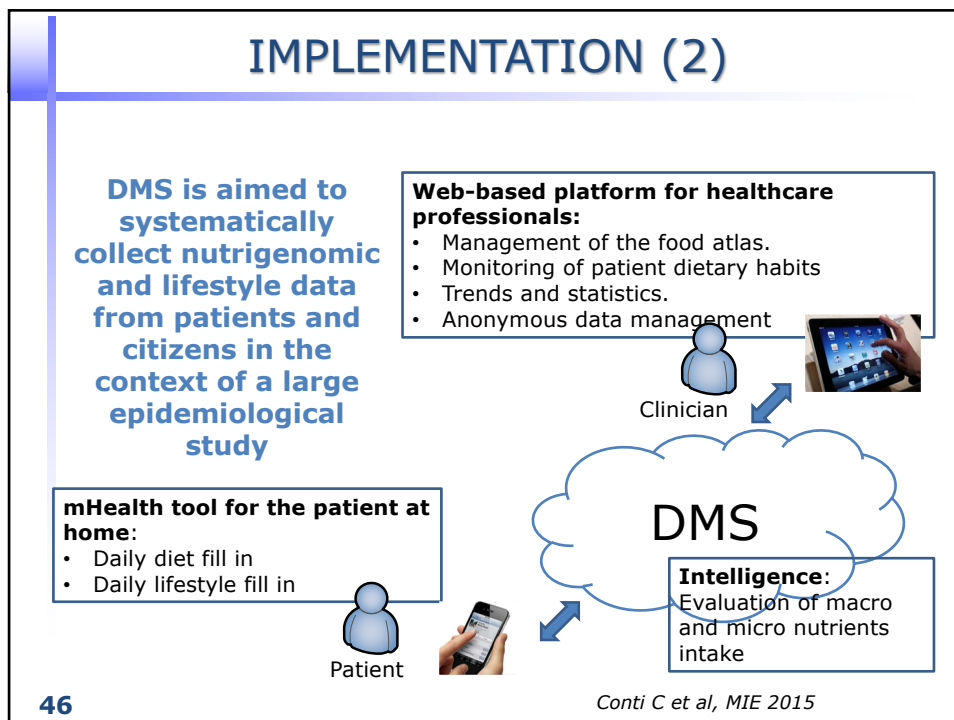 IMPLEMENTATION (2)
DMS is aimed to
systematically
collect nutrigenomic
and lifestyle data
from patients and
citizens in the
context of a large
epidemiological
study
Web-based platform for healthcare
professionals:
• Management of the food atlas.
• Monitoring of patient dietary habits
• Trends and statistics.
• Anonymous data management
Clinician
DMS
mHealth tool for the patient at
home:
• Daily diet fill in
• Daily lifestyle fill in
Patient
Intelligence:
Evaluation of macro
and micro nutrients
intake
46
Conti C et al, MIE 2015